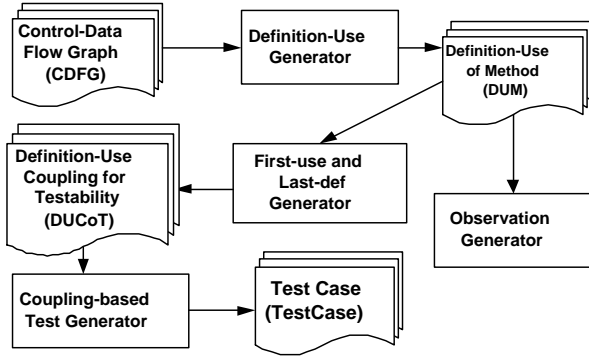 Control-Data
Flow Graph
(CDFG)
Definition-Use
Generator
Definition-Use
of Method
(DUM)
Definition-Use
Coupling for
Testability
(DUCoT)
First-use and
Last-def
Generator
Observation
Generator
Coupling-based
Test Generator
Test Case
(TestCase)